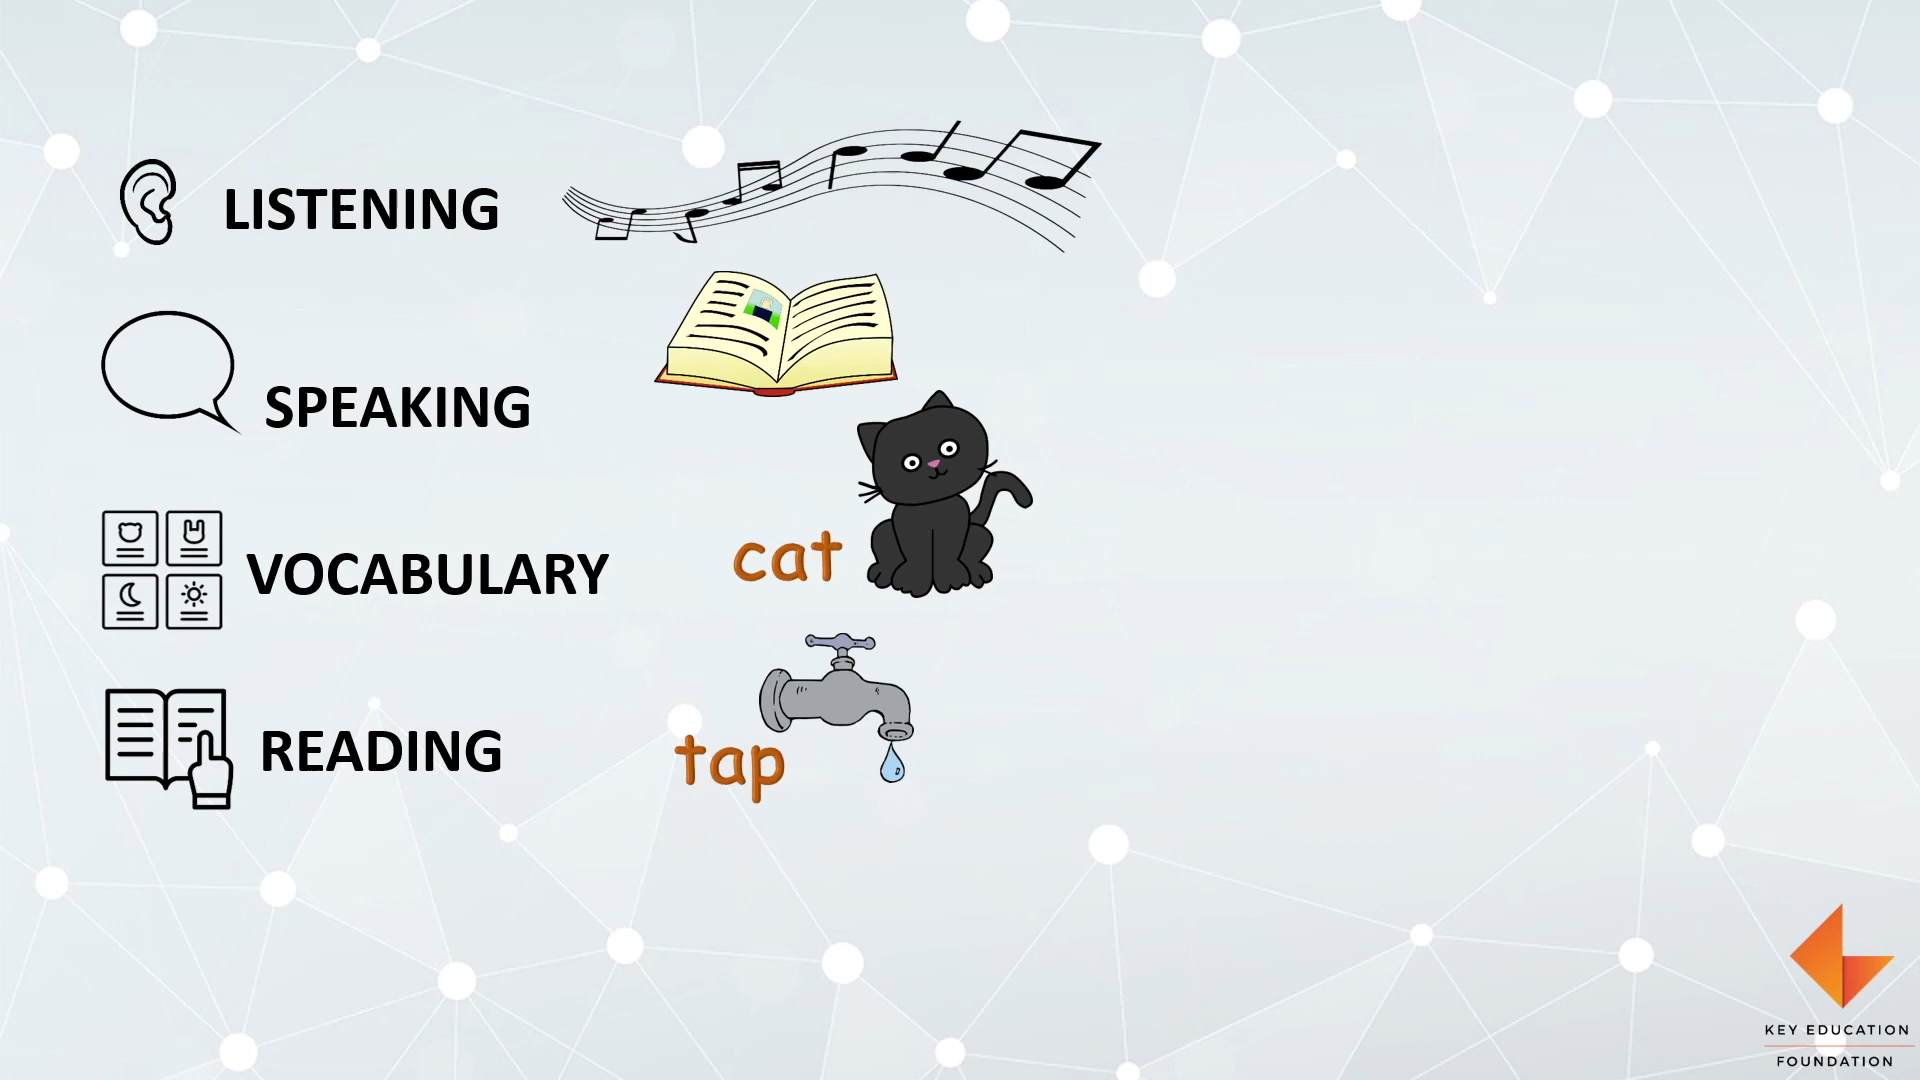 LISTENING
SPEAKING
cat
VOCABULARY
READING
tap
KEY EDUCATION
FOUNDATION